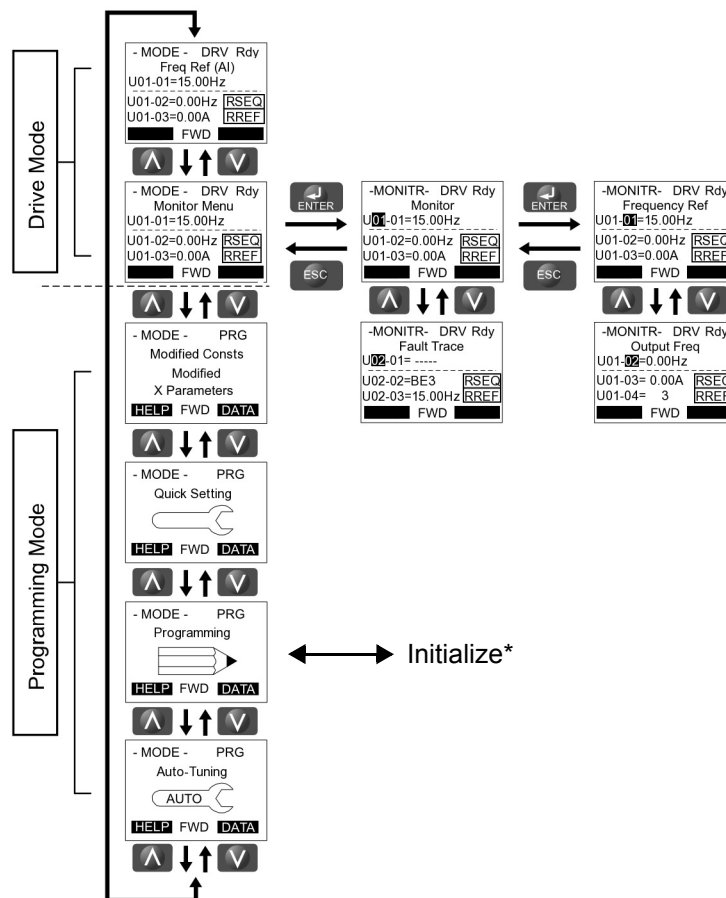 Drive Mode
- MODE - DRV Rdy
Freq Ref (AI)
U01-01=15.00Hz
U01-02=0.00Hz RSEQ
U01-03=0.00A RREF
FWD
- MODE - DRV Rdy
Monitor Menu
U01-01=15.00Hz
U01-02=0.00Hz RSEQ
U01-03=0.00A RREF
FWD
ENTER
ESC
-MONITR- DRV Rdy
Monitor
U01-01=15.00Hz
U01-02=0.00Hz RSEQ
U01-03=0.00A RREF
FWD
ENTER
ESC
-MONITR- DRV Rdy
Frequency Ref
U01-01=15.00Hz
U01-02=0.00Hz RSEQ
U01-03=0.00A RREF
FWD
-MONITR- DRV Rdy
Fault Trace
U02-01= -----
U02-02=BE3 RSEQ
U02-03=15.00Hz RREF
FWD
-MONITR- DRV Rdy
Output Freq
U01-02=0.00Hz
U01-03= 0.00A RSEQ
U01-04= 3 RREF
FWD
Programming Mode
- MODE - PRG
Modified Consts
Modified
X Parameters
HELP FWD DATA
- MODE - PRG
Quick Setting
HELP FWD DATA
- MODE - PRG
Programming
HELP FWD DATA
Initialize*
- MODE - PRG
Auto-Tuning
AUTO
HELP FWD DATA